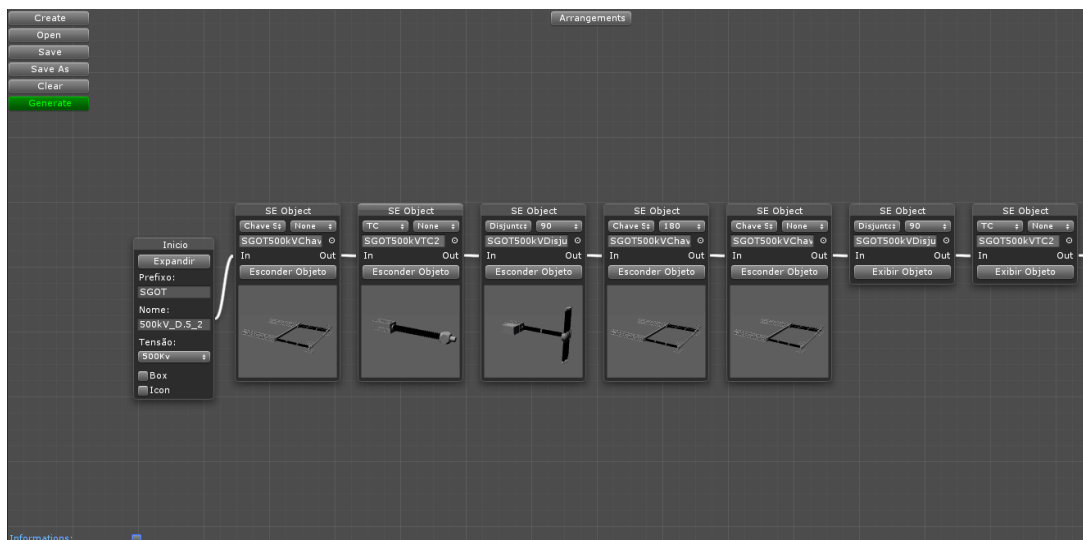 Create
Open
Save
Save As
Clear
Generate
Arrangements
Inicio
Expandir
Prefixo:
SGOT
Nome:
500kV_D.5_2
Tensão:
500Kv
Box
Icon
SE Object
Chave S None
SGOT500kVChav
In Out
Esconder Objeto
SE Object
TC None
SGOT500kVTC2
In Out
Esconder Objeto
SE Object
Disjunt 90
SGOT500kVDisju
In Out
Esconder Objeto
SE Object
Chave S 180
SGOT500kVChav
In Out
Esconder Objeto
SE Object
Chave S None
SGOT500kVChav
In Out
Esconder Objeto
SE Object
Disjunt 90
SGOT500kVDisju
In Out
Exibir Objeto
SE Object
TC None
SGOT500kVTC2
In Out
Exibir Objeto
Informations: